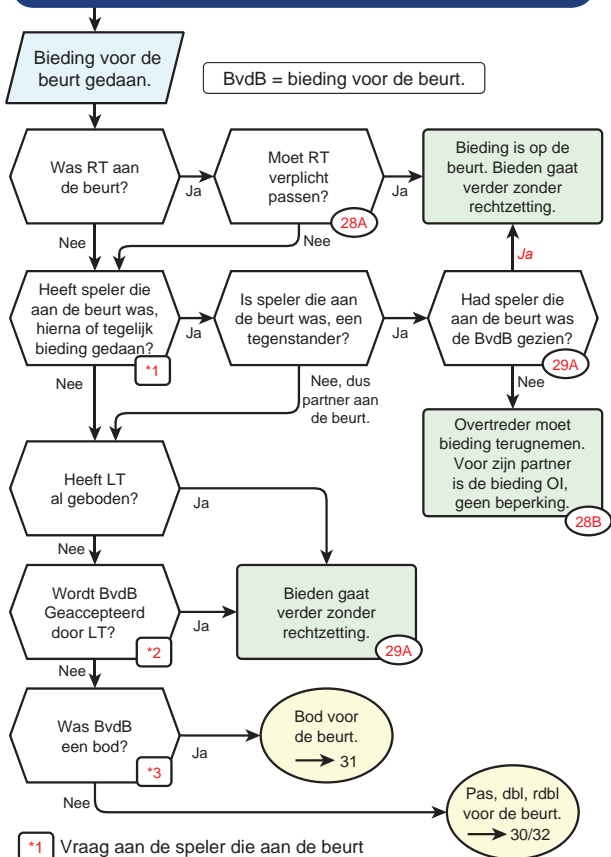 Bieding voor de
beurt gedaan.
BvdB = bieding voor de beurt.
Was RT aan
de beurt?
Ja
Moet RT
verplicht
passen?
28A
Ja
Bieding is op de
beurt. Bieden gaat
verder zonder
rechtzetting.
Nee
Nee
Ja
Heeft speler die
aan de beurt was,
hierna of tegelijk
bieding gedaan?
*1
Ja
Is speler die aan
de beurt was, een
tegenstander?
Ja
Had speler die
aan de beurt was
de BvdB gezien?
29A
Nee
Nee, dus
partner aan
de beurt.
Nee
Overtreder moet
bieding terugnemen.
Voor zijn partner
is de bieding OI,
geen beperking.
28B
Heeft LT
al geboden?
Ja
Nee
Wordt BvdB
Geaccepteerd
door LT?
*2
Ja
Bieden gaat
verder zonder
rechtzetting.
29A
Nee
Was BvdB
een bod?
*3
Ja
Bod voor
de beurt.
31
Nee
Pas, dbl, rdbl
voor de beurt.
30/32
*1 Vraag aan de speler die aan de beurt